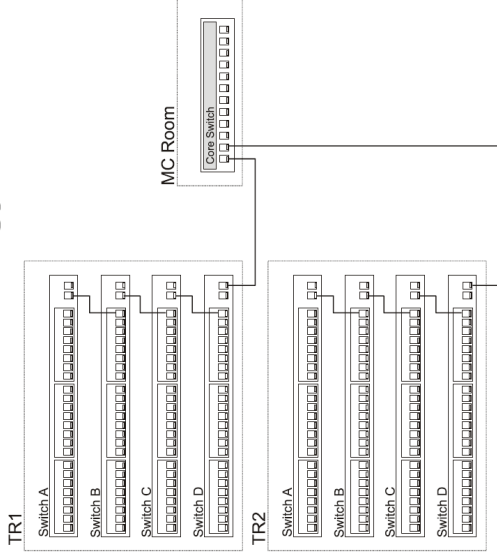 TR1
Switch A
Switch B
Switch C
Switch D
MC Room
Core Switch
TR2
Switch A
Switch B
Switch C
Switch D